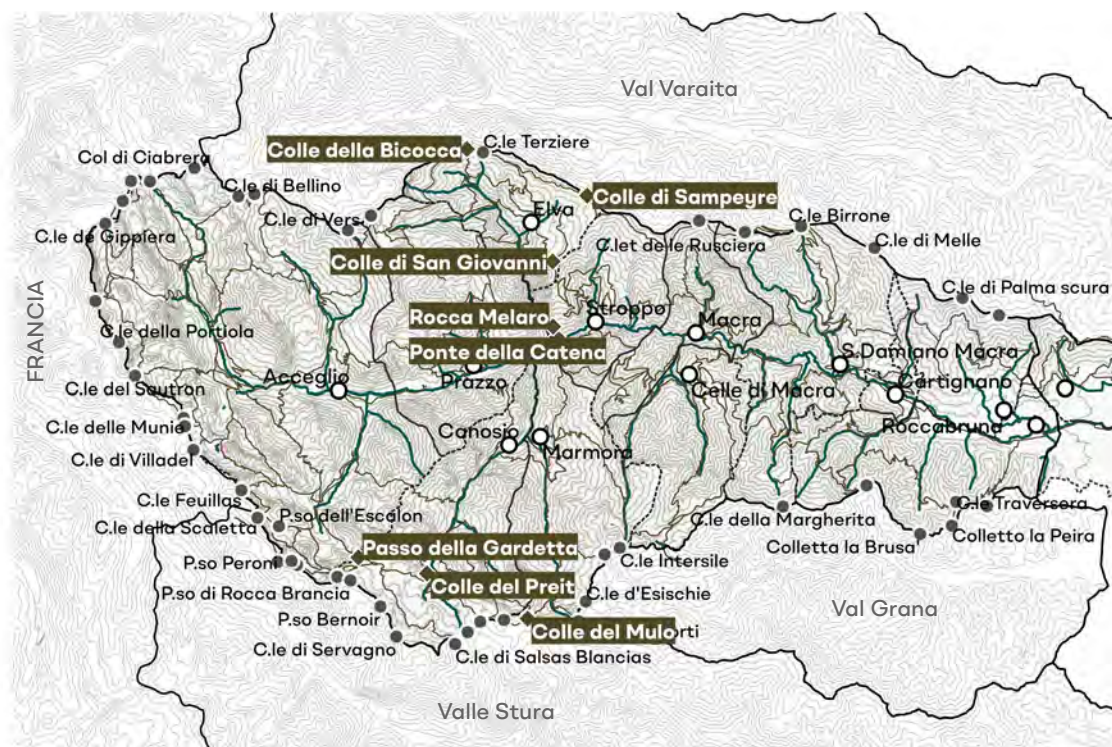 Val Varaita
Colle della Bicocca
C.le Terziere
Col di Ciabrera
C.le di Bellino
Colle di Sampeyre
Elva
C.le di Vers
C.le Birrone
C.le de Gippiera
C.let delle Rusciera
C.le di Melle
Colle di San Giovanni
FRANCIA
C.le di Palma scura
Rocca Melaro
Stroppo
Macra
C.le della Portiola
Ponte della Catena
S.Damiano Macra
Acceglio
Prazzo
Celle di Macra
Cartignano
C.le del Sautron
Roccabruna
C.le delle Munie
Canosio
Marmora
C.le di Villadel
C.le Feuillas
C.le della Scaletta
P.so dell'Escalon
C.le della Margherita
C.le Traversera
Colletta la Brusa
Colletto la Peira
Passo della Gardetta
P.so Peroni
C.le Intersile
Colle del Preit
P.so di Rocca Brancia
C.le d'Esischie
Val Grana
P.so Bernoir
Colle del Mulo
C.le di Servagno
C.le di Salsas Blancias
Valle Stura